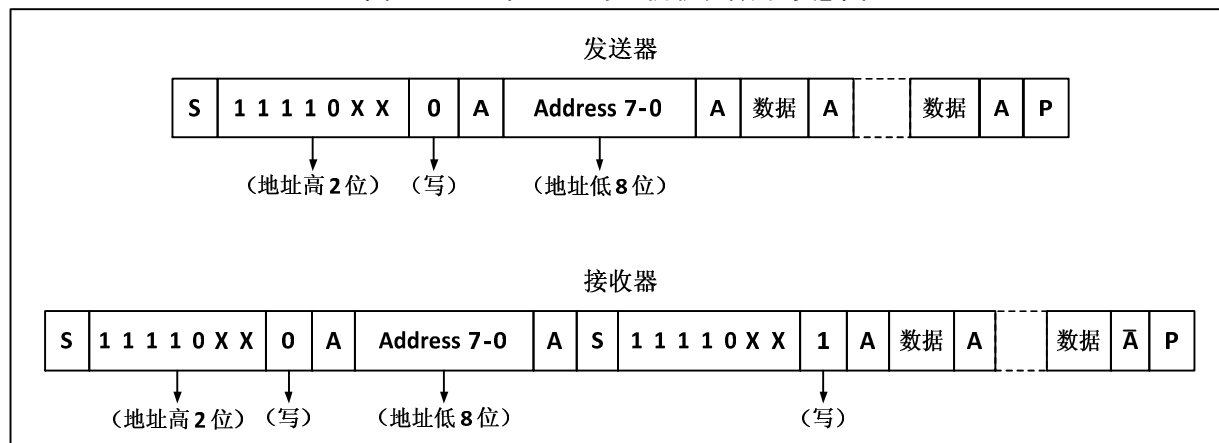 发送器
S 1 1 1 1 0 X X 0 A Address 7-0 A 数据 A 数据 A P
(地址高2位) (写) (地址低8位)
接收器
S 1 1 1 1 0 X X 0 A Address 7-0 A S 1 1 1 1 0 X X 1 A 数据 A 数据 A̅ P
(地址高2位) (写) (地址低8位) (写)